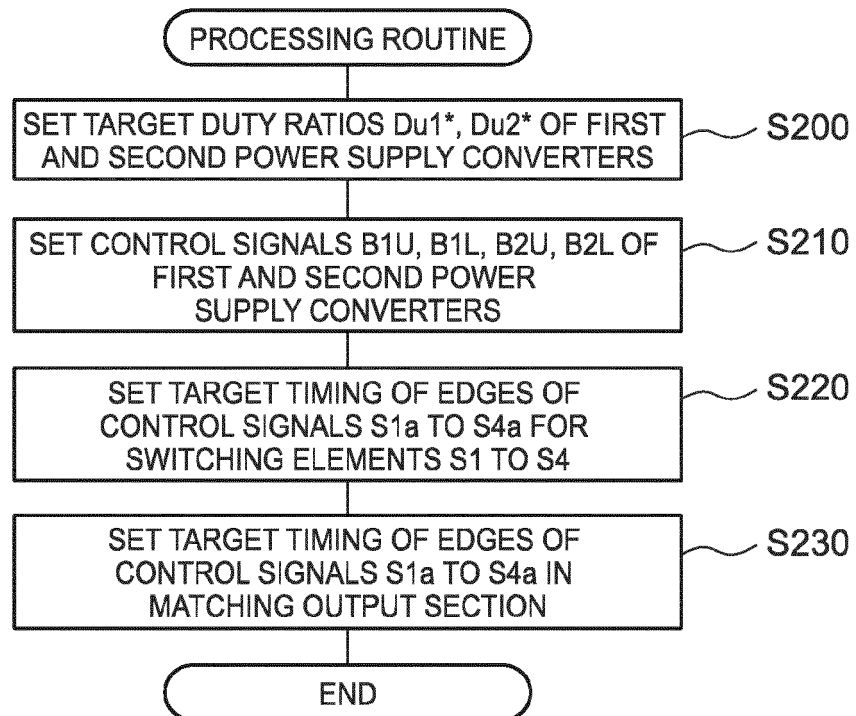 PROCESSING ROUTINE
SET TARGET DUTY RATIOS Du1*, Du2* OF FIRST
AND SECOND POWER SUPPLY CONVERTERS
S200
SET CONTROL SIGNALS B1U, B1L, B2U, B2L OF
FIRST AND SECOND POWER
SUPPLY CONVERTERS
S210
SET TARGET TIMING OF EDGES OF
CONTROL SIGNALS S1a TO S4a FOR
SWITCHING ELEMENTS S1 TO S4
S220
SET TARGET TIMING OF EDGES OF
CONTROL SIGNALS S1a TO S4a IN
MATCHING OUTPUT SECTION
S230
END